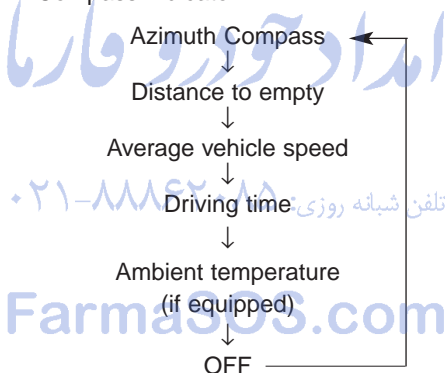 Azimuth Compass
امداد خودرو فارما
Distance to empty
Average vehicle speed
تلفن شبانه روزی: ۰۲۱-۸۸۸۶۲۰۸۵
Driving time
Ambient temperature
(if equipped)
FarmaSOS.com
OFF